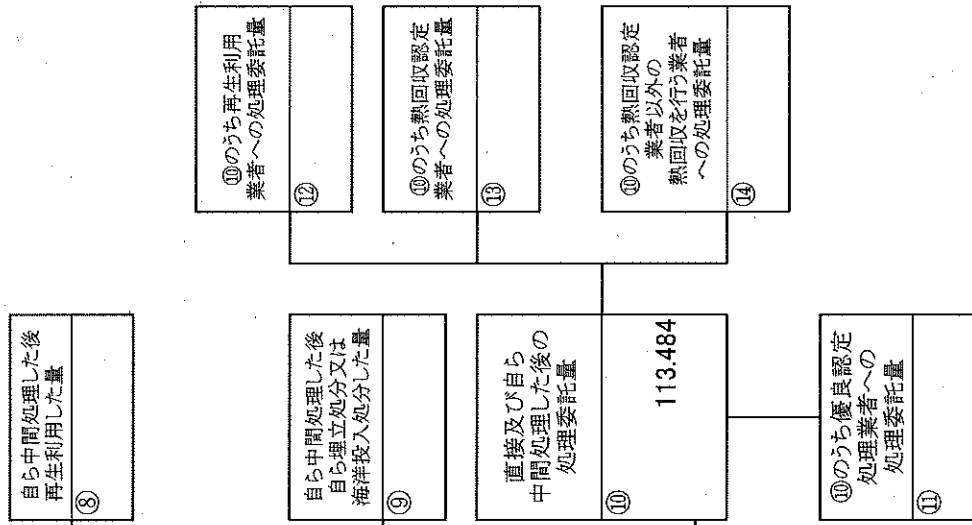 自ら中間処理した後
再生利用した量
⑧
自ら中間処理した後
自ら埋立処分又は
海洋投入処分した量
⑨
直接及び自ら
中間処理した後の
処理委託量
⑩
113.484
⑩のうち優良認定
処理業者への
処理委託量
⑪
⑩のうち再生利用
業者への処理委託量
⑫
⑩のうち熱回収認定
業者への処理委託量
⑬
⑩のうち熱回収認定
業者以外の
熱回収を行う業者
への処理委託量
⑭